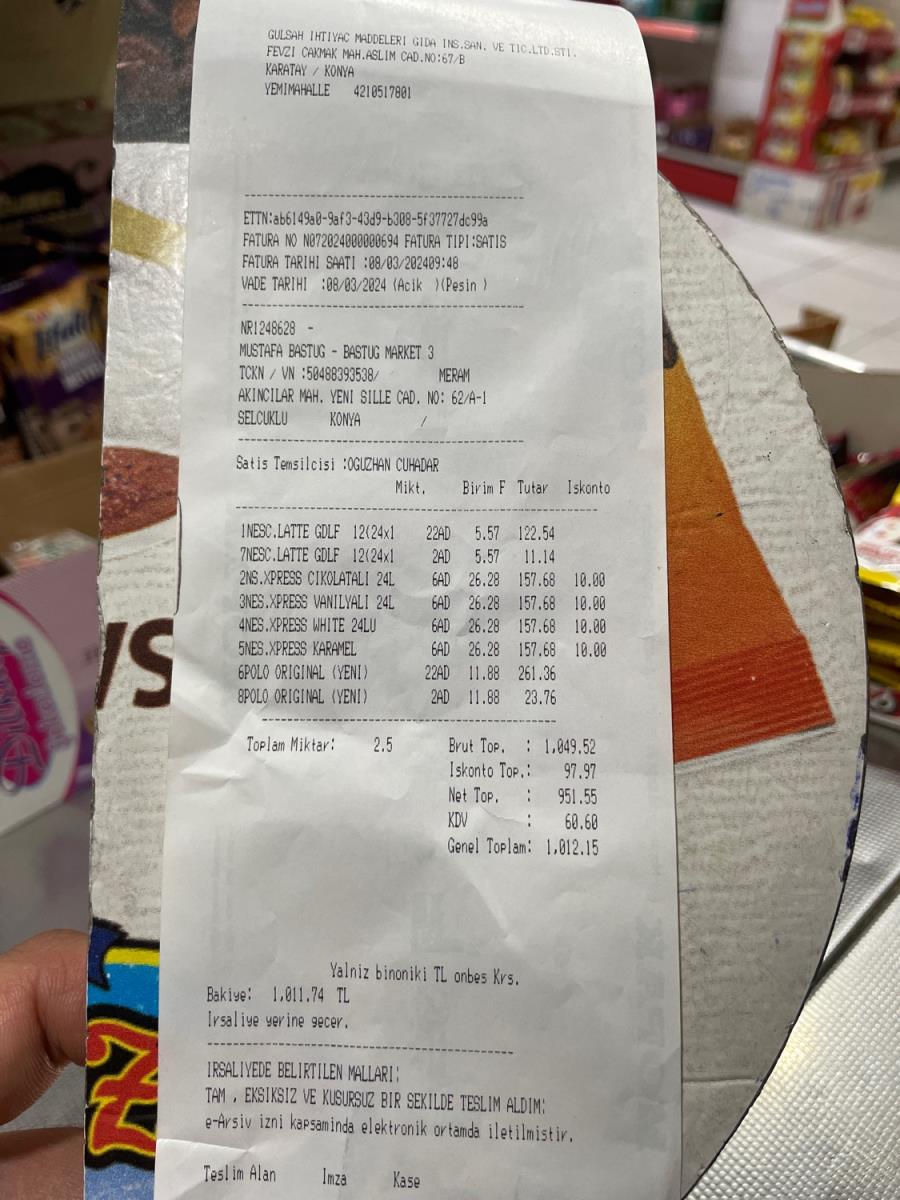 GULSAH IHTIYAC MADDELERI GIDA INS.SAN. VE TIC.LTD.STI.
FEVZI CAKMAK MAH.ASLIM CAD.NO:67/B
KARATAY / KONYA
YEMIMAHALLE 4210517801
ETTN:ab6149a0-9af3-43d9-b308-5f37727dc99a
FATURA NO N072024000000694 FATURA TIPI:SATIS
FATURA TARIHI SAATI :08/03/202409:48
VADE TARIHI :08/03/2024 (Acik )(Pesin )
NR1248628 -
MUSTAFA BASTUG - BASTUG MARKET 3
TCKN / VN :50488393538/ MERAM
AKINCILAR MAH. YENI SILLE CAD. NO: 62/A-1
SELCUKLU KONYA /
Satis Temsilcisi :OGUZHAN CUHADAR
Mikt. Birim F Tutar Iskonto
1NESC.LATTE GDLF 12(24x1 22AD 5.57 122.54
7NESC.LATTE GDLF 12(24x1 2AD 5.57 11.14
2NS.XPRESS CIKOLATALI 24L 6AD 26.28 157.68 10.00
3NES.XPRESS VANILYALI 24L 6AD 26.28 157.68 10.00
4NES.XPRESS WHITE 24LU 6AD 26.28 157.68 10.00
5NES.XPRESS KARAMEL 6AD 26.28 157.68 10.00
6POLO ORIGINAL (YENI) 22AD 11.88 261.36
8POLO ORIGINAL (YENI) 2AD 11.88 23.76
Toplam Miktar: 2.5 Brut Top. : 1,049.52
Iskonto Top.: 97.97
Net Top. : 951.55
KDV : 60.60
Genel Toplam: 1,012.15
Yalniz binoniki TL onbes Krs.
Bakiye: 1,011.74 TL
Irsaliye yerine gecer.
IRSALIYEDE BELIRTILEN MALLARI;
TAM , EKSIKSIZ VE KUSURSUZ BIR SEKILDE TESLIM ALDIM;
e-Arsiv izni kapsaminda elektronik ortamda iletilmistir.
Teslim Alan Imza Kase